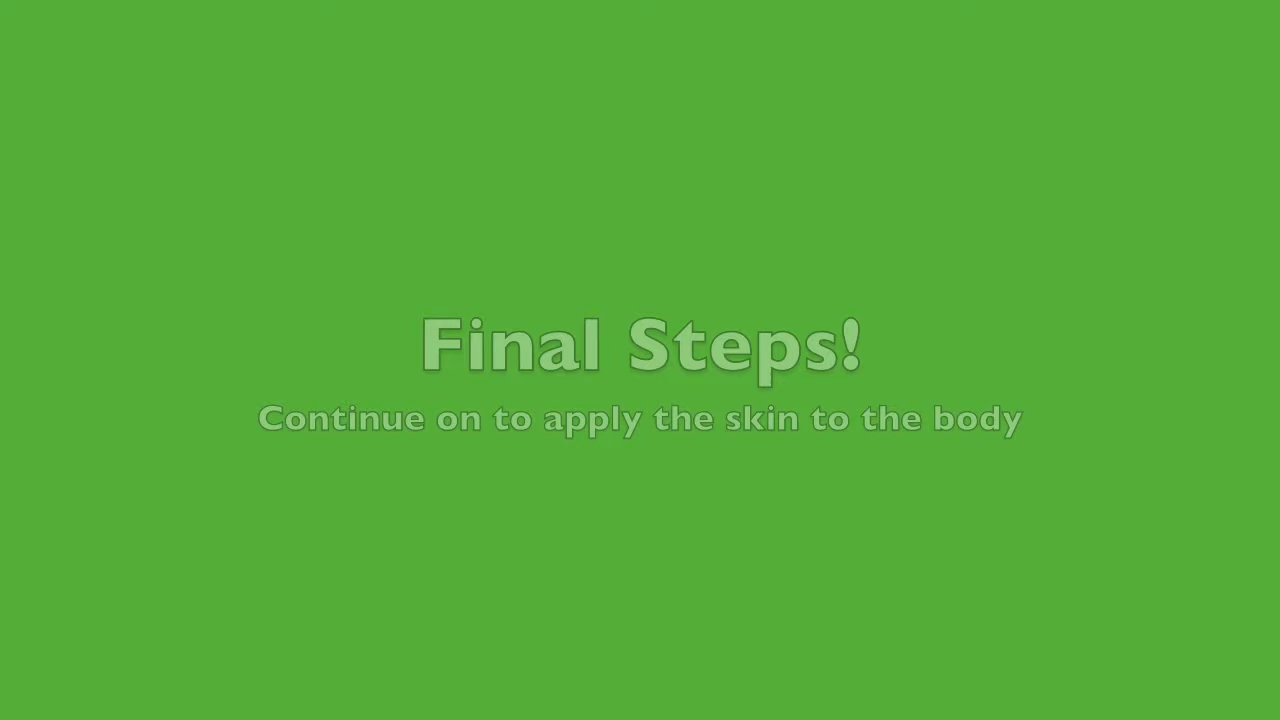 Final Steps!
Continue on to apply the skin to the body